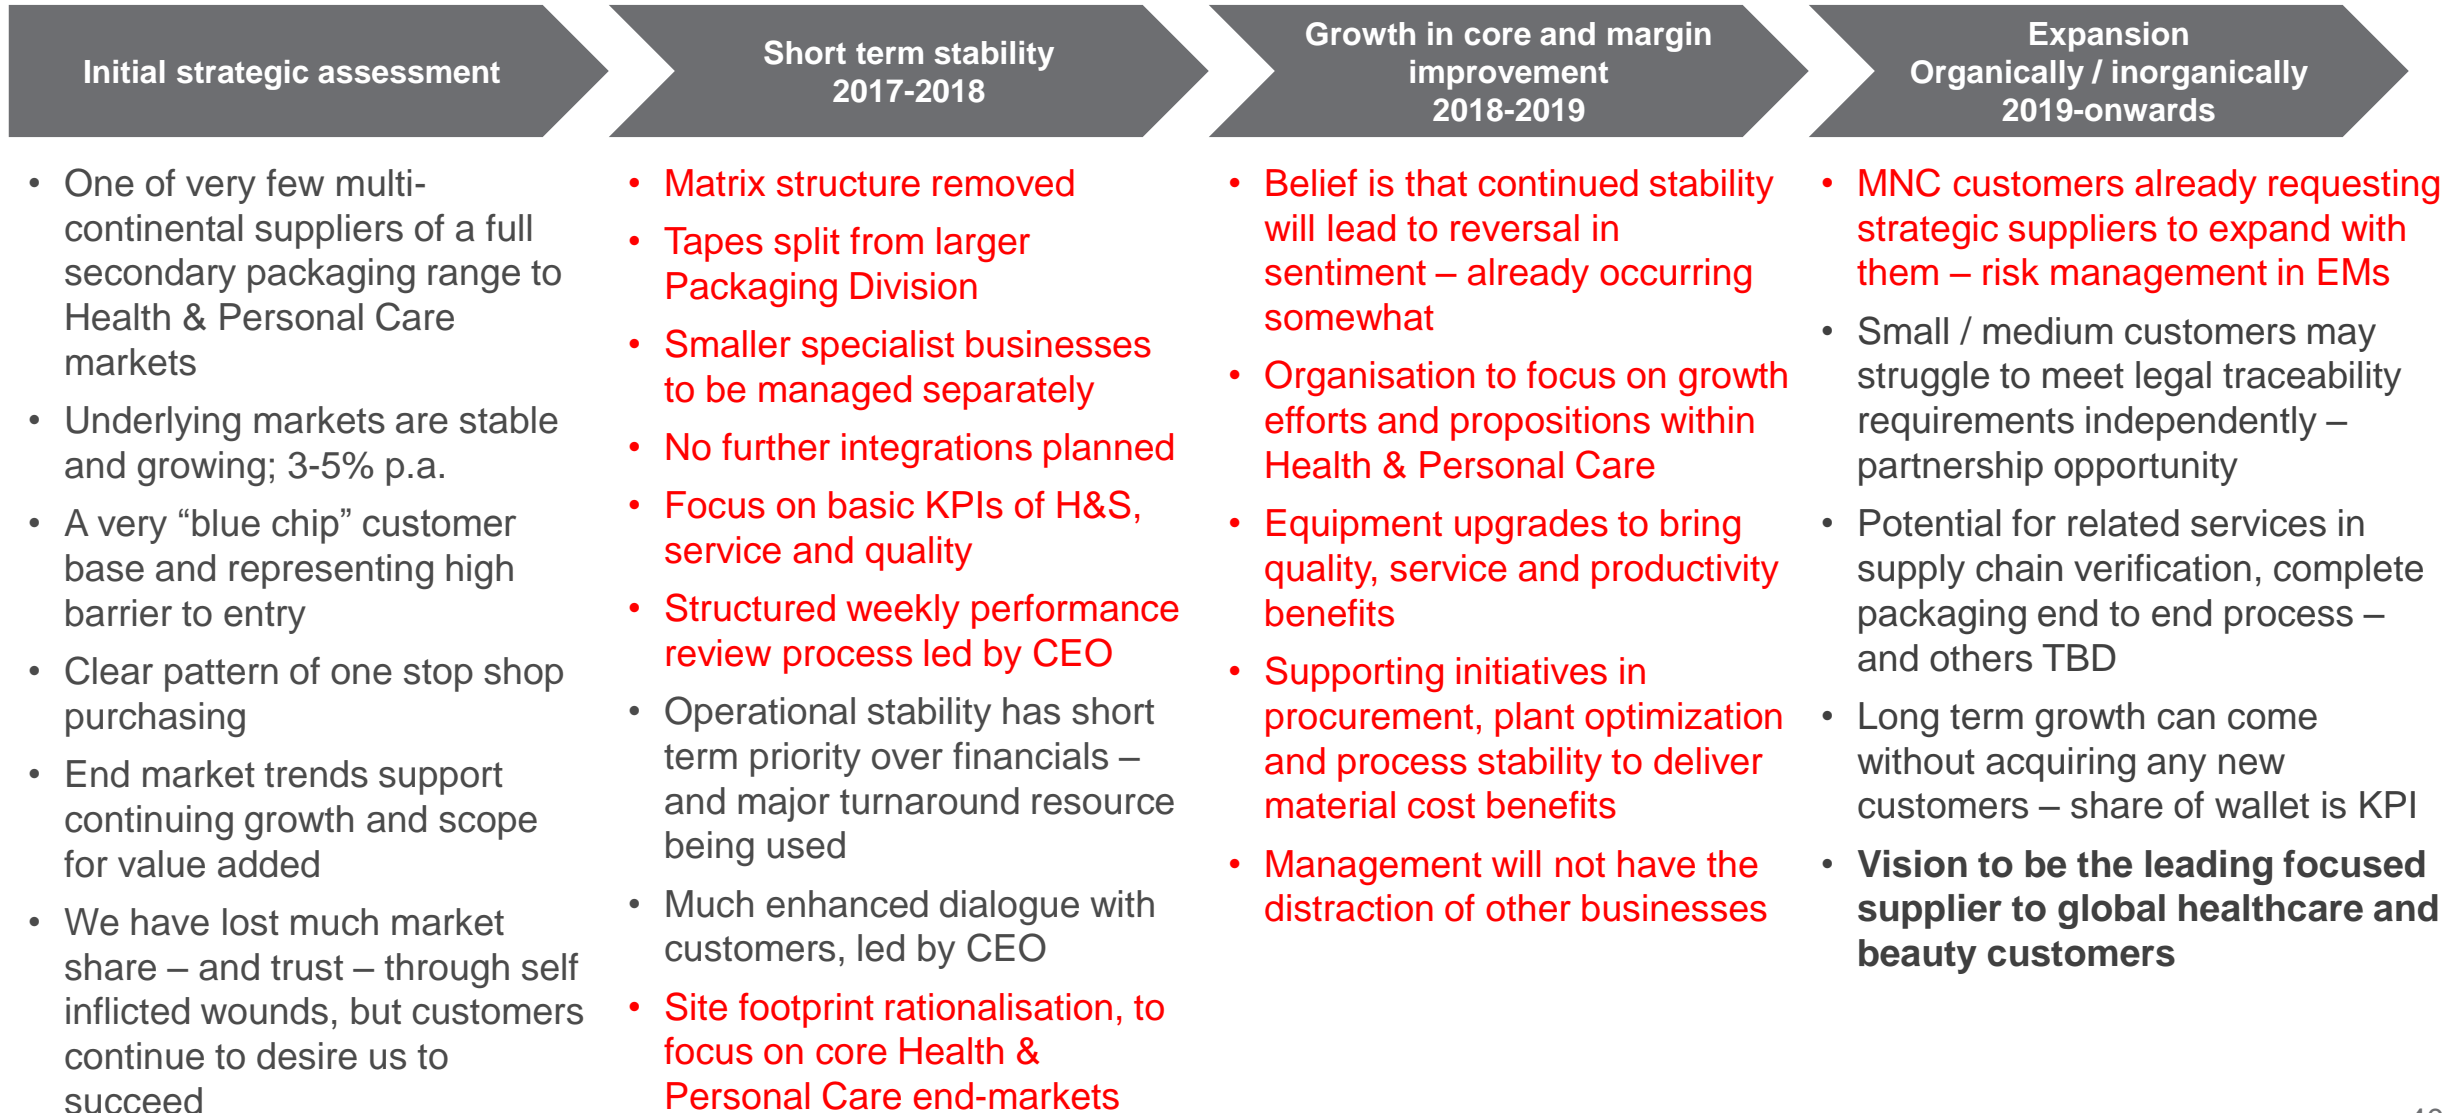 Initial strategic assessment
• One of very few multi-
continental suppliers of a full
secondary packaging range to
Health & Personal Care
markets
• Underlying markets are stable
and growing; 3-5% p.a.
• A very “blue chip” customer
base and representing high
barrier to entry
• Clear pattern of one stop shop
purchasing
• End market trends support
continuing growth and scope
for value added
• We have lost much market
share – and trust – through self
inflicted wounds, but customers
continue to desire us to
succeed
Short term stability
2017-2018
• Matrix structure removed
• Tapes split from larger
Packaging Division
• Smaller specialist businesses
to be managed separately
• No further integrations planned
• Focus on basic KPIs of H&S,
service and quality
• Structured weekly performance
review process led by CEO
• Operational stability has short
term priority over financials –
and major turnaround resource
being used
• Much enhanced dialogue with
customers, led by CEO
• Site footprint rationalisation, to
focus on core Health &
Personal Care end-markets
Growth in core and margin
improvement
2018-2019
• Belief is that continued stability
will lead to reversal in
sentiment – already occurring
somewhat
• Organisation to focus on growth
efforts and propositions within
Health & Personal Care
• Equipment upgrades to bring
quality, service and productivity
benefits
• Supporting initiatives in
procurement, plant optimization
and process stability to deliver
material cost benefits
• Management will not have the
distraction of other businesses
Expansion
Organically / inorganically
2019-onwards
• MNC customers already requesting
strategic suppliers to expand with
them – risk management in EMs
• Small / medium customers may
struggle to meet legal traceability
requirements independently –
partnership opportunity
• Potential for related services in
supply chain verification, complete
packaging end to end process –
and others TBD
• Long term growth can come
without acquiring any new
customers – share of wallet is KPI
• Vision to be the leading focused
supplier to global healthcare and
beauty customers